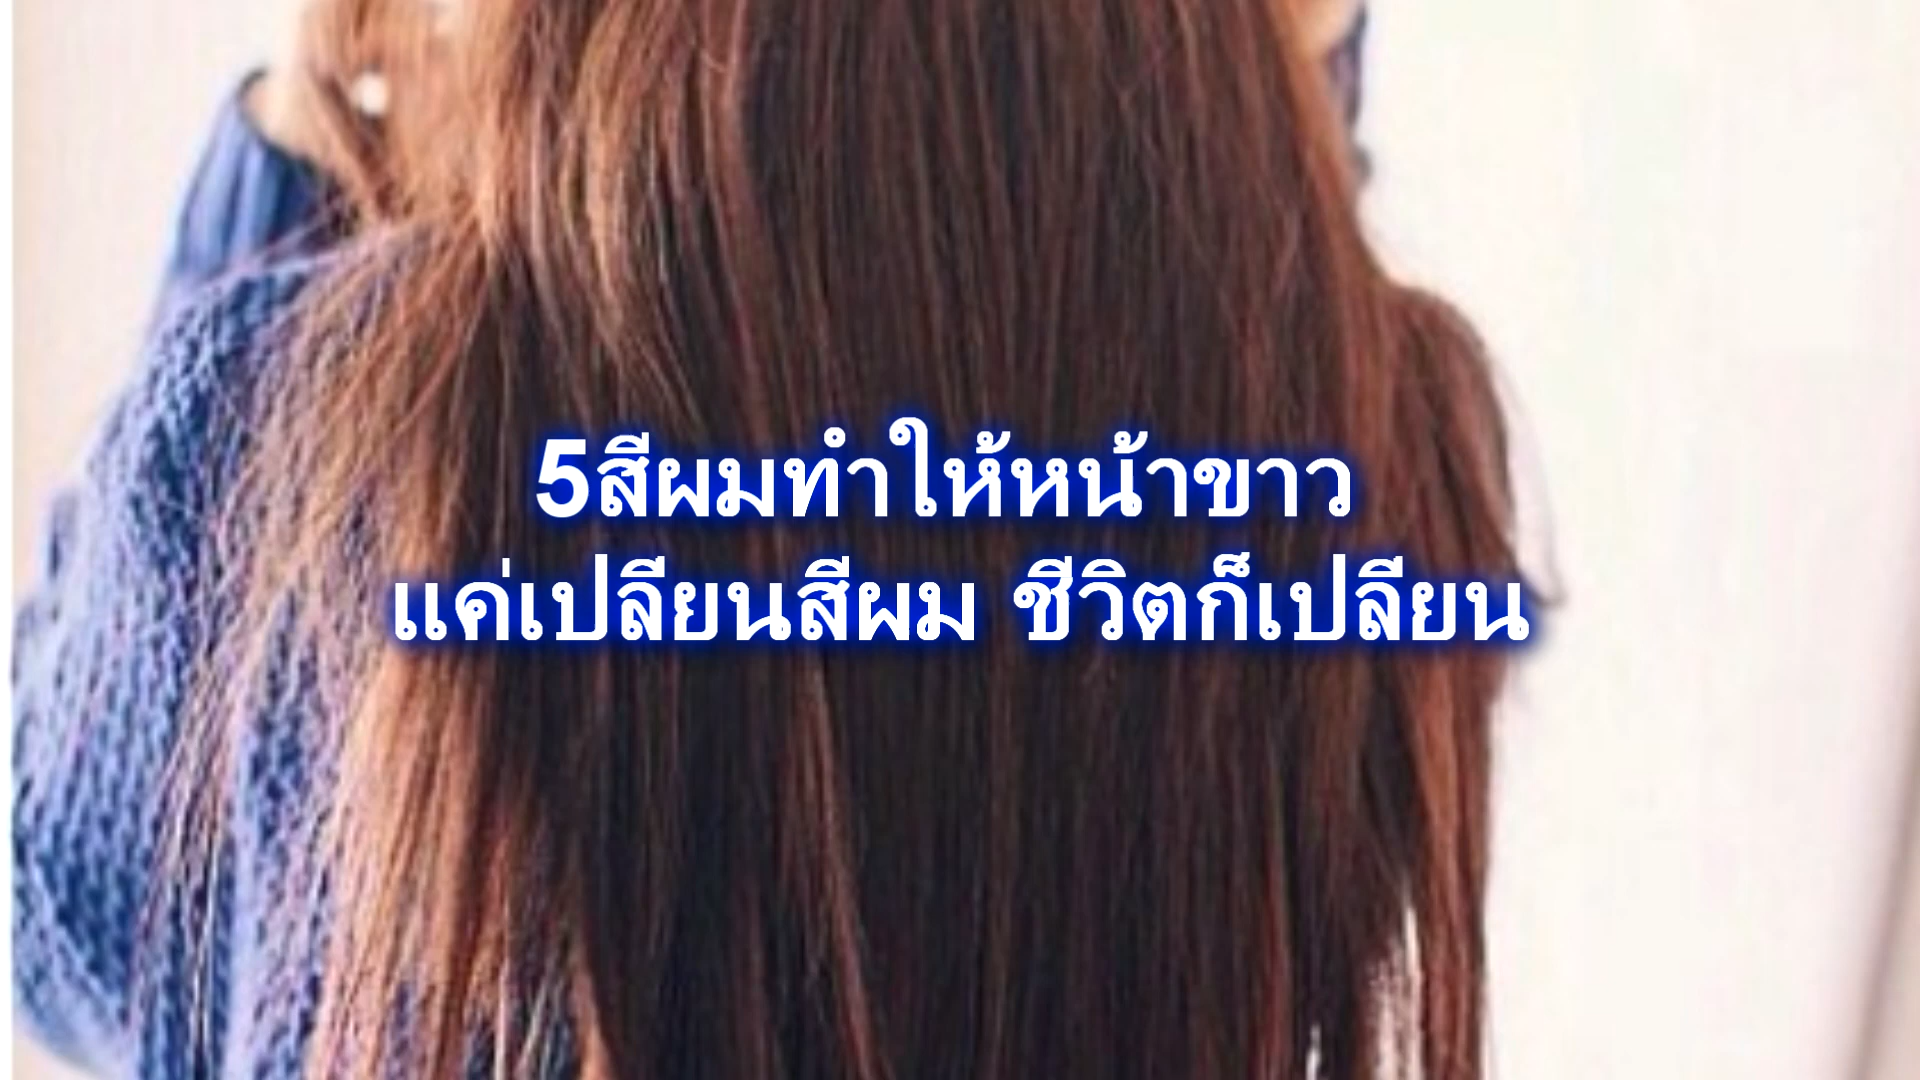 5สีผมทำให้หน้าขาว
แค่เปลียนสีผม ชีวิตก็เปลียน